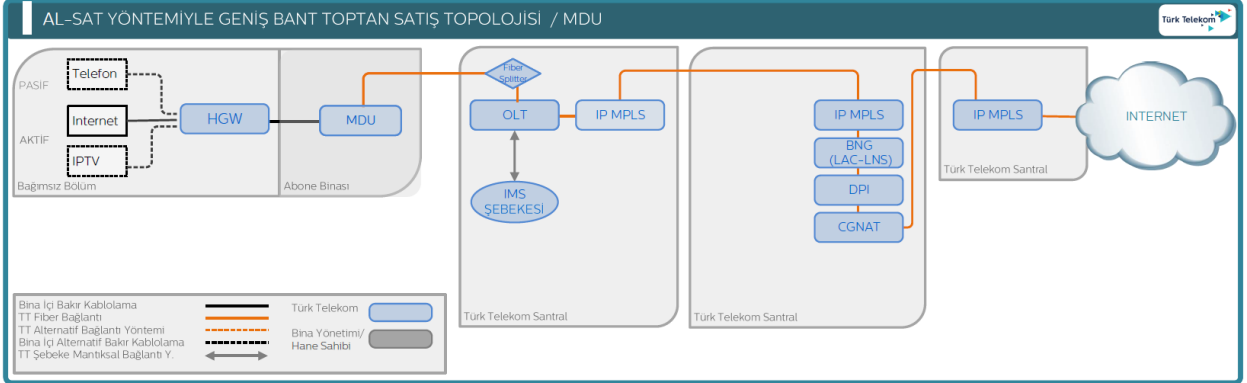 AL-SAT YÖNTEMİYLE GENİŞ BANT TOPTAN SATIŞ TOPOLOJİSİ / MDU
Türk Telekom
PASİF
Telefon
Internet
AKTİF
IPTV
HGW
Bağımsız Bölüm
MDU
Abone Binası
Fiber
Splitter
OLT
IP MPLS
IMS
ŞEBEKESİ
Türk Telekom Santral
IP MPLS
BNG
(LAC-LNS)
DPI
CGNAT
Türk Telekom Santral
IP MPLS
Türk Telekom Santral
INTERNET
Bina İçi Bakır Kablolama
TT Fiber Bağlantı
TT Alternatif Bağlantı Yöntemi
Bina İçi Alternatif Bakır Kablolama
TT Şebeke Mantıksal Bağlantı Y.
Türk Telekom
Bina Yönetimi/
Hane Sahibi